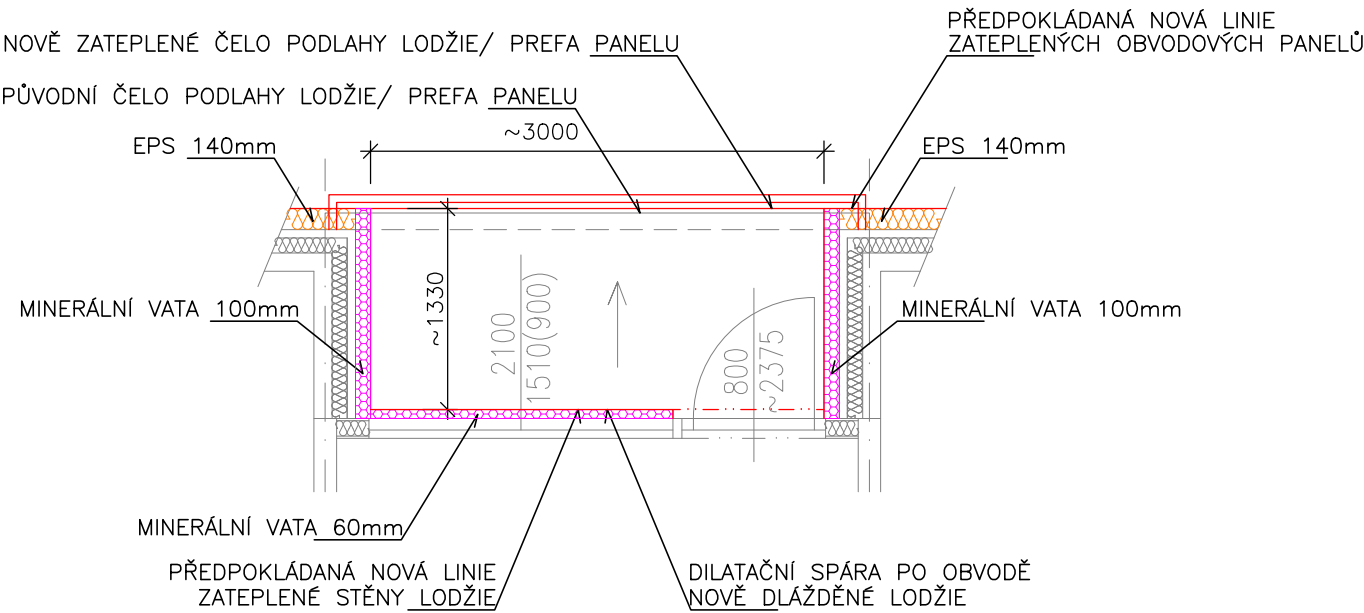 NOVĚ ZATEPLENÉ ČELO PODLAHY LODŽIE/ PREFA PANELU
PŘEDPOKLÁDANÁ NOVÁ LINIE
ZATEPLENÝCH OBVODOVÝCH PANELŮ
PŮVODNÍ ČELO PODLAHY LODŽIE/ PREFA PANELU
~3000
EPS 140mm
EPS 140mm
~1330
2100
1510(900)
800
~2375
MINERÁLNÍ VATA 100mm
MINERÁLNÍ VATA 100mm
MINERÁLNÍ VATA 60mm
PŘEDPOKLÁDANÁ NOVÁ LINIE
ZATEPLENÉ STĚNY LODŽIE
DILATAČNÍ SPÁRA PO OBVODĚ
NOVĚ DLÁŽDĚNÉ LODŽIE